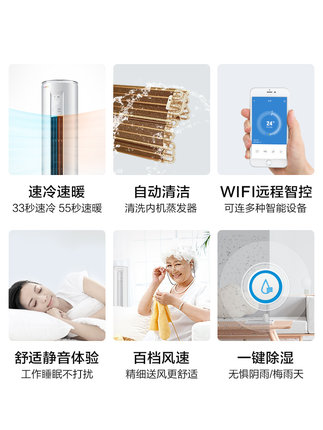 24°
速冷速暖
33秒速冷 55秒速暖
自动清洁
清洗内机蒸发器
WIFI远程智控
可连多种智能设备
舒适静音体验
工作睡眠不打扰
百档风速
精细送风更舒适
一键除湿
无惧阴雨/梅雨天